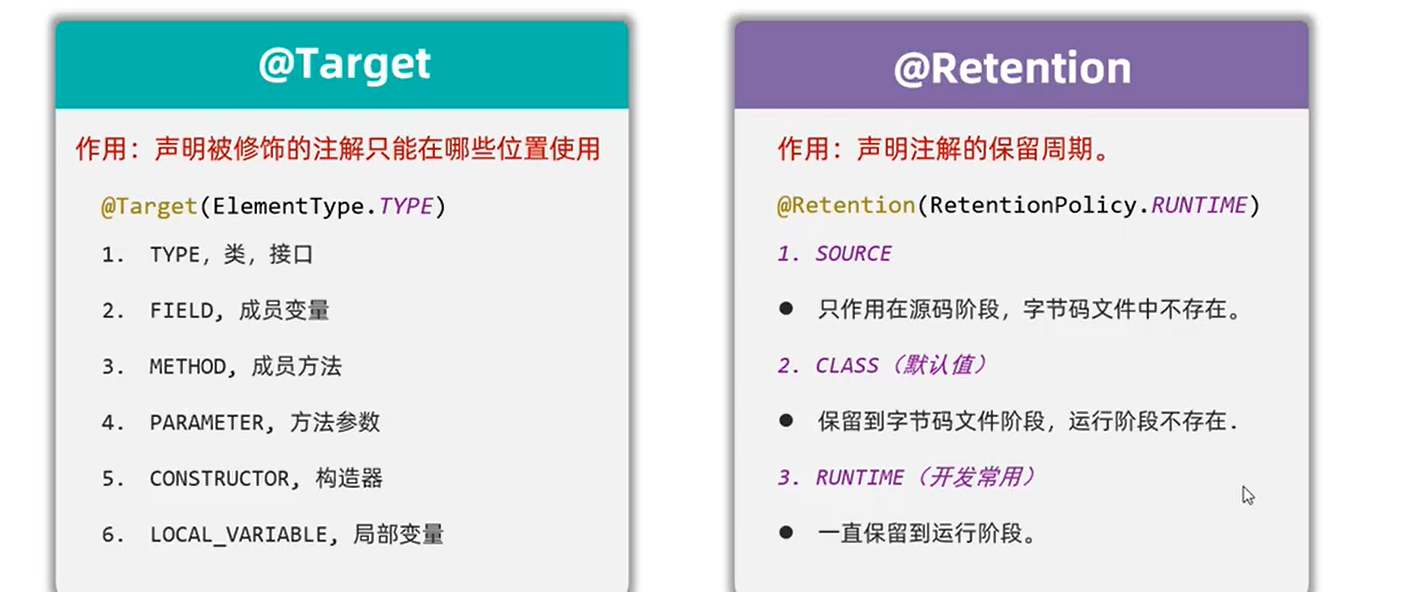 @Target
作用：声明被修饰的注解只能在哪些位置使用
@Target(ElementType.TYPE)
1. TYPE，类，接口
2. FIELD, 成员变量
3. METHOD, 成员方法
4. PARAMETER, 方法参数
5. CONSTRUCTOR, 构造器
6. LOCAL_VARIABLE, 局部变量
@Retention
作用：声明注解的保留周期。
@Retention(RetentionPolicy.RUNTIME)
1. SOURCE
● 只作用在源码阶段，字节码文件中不存在。
2. CLASS（默认值）
● 保留到字节码文件阶段，运行阶段不存在.
3. RUNTIME（开发常用）
● 一直保留到运行阶段。